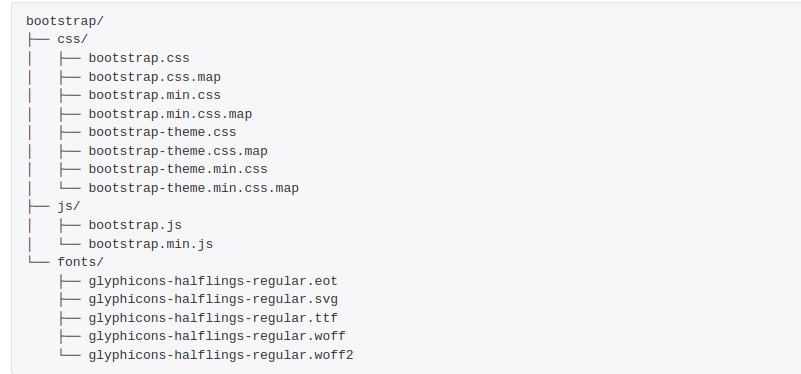 bootstrap/
├── css/
│   ├── bootstrap.css
│   ├── bootstrap.css.map
│   ├── bootstrap.min.css
│   ├── bootstrap.min.css.map
│   ├── bootstrap-theme.css
│   ├── bootstrap-theme.css.map
│   ├── bootstrap-theme.min.css
│   └── bootstrap-theme.min.css.map
├── js/
│   ├── bootstrap.js
│   └── bootstrap.min.js
└── fonts/
    ├── glyphicons-halflings-regular.eot
    ├── glyphicons-halflings-regular.svg
    ├── glyphicons-halflings-regular.ttf
    ├── glyphicons-halflings-regular.woff
    └── glyphicons-halflings-regular.woff2